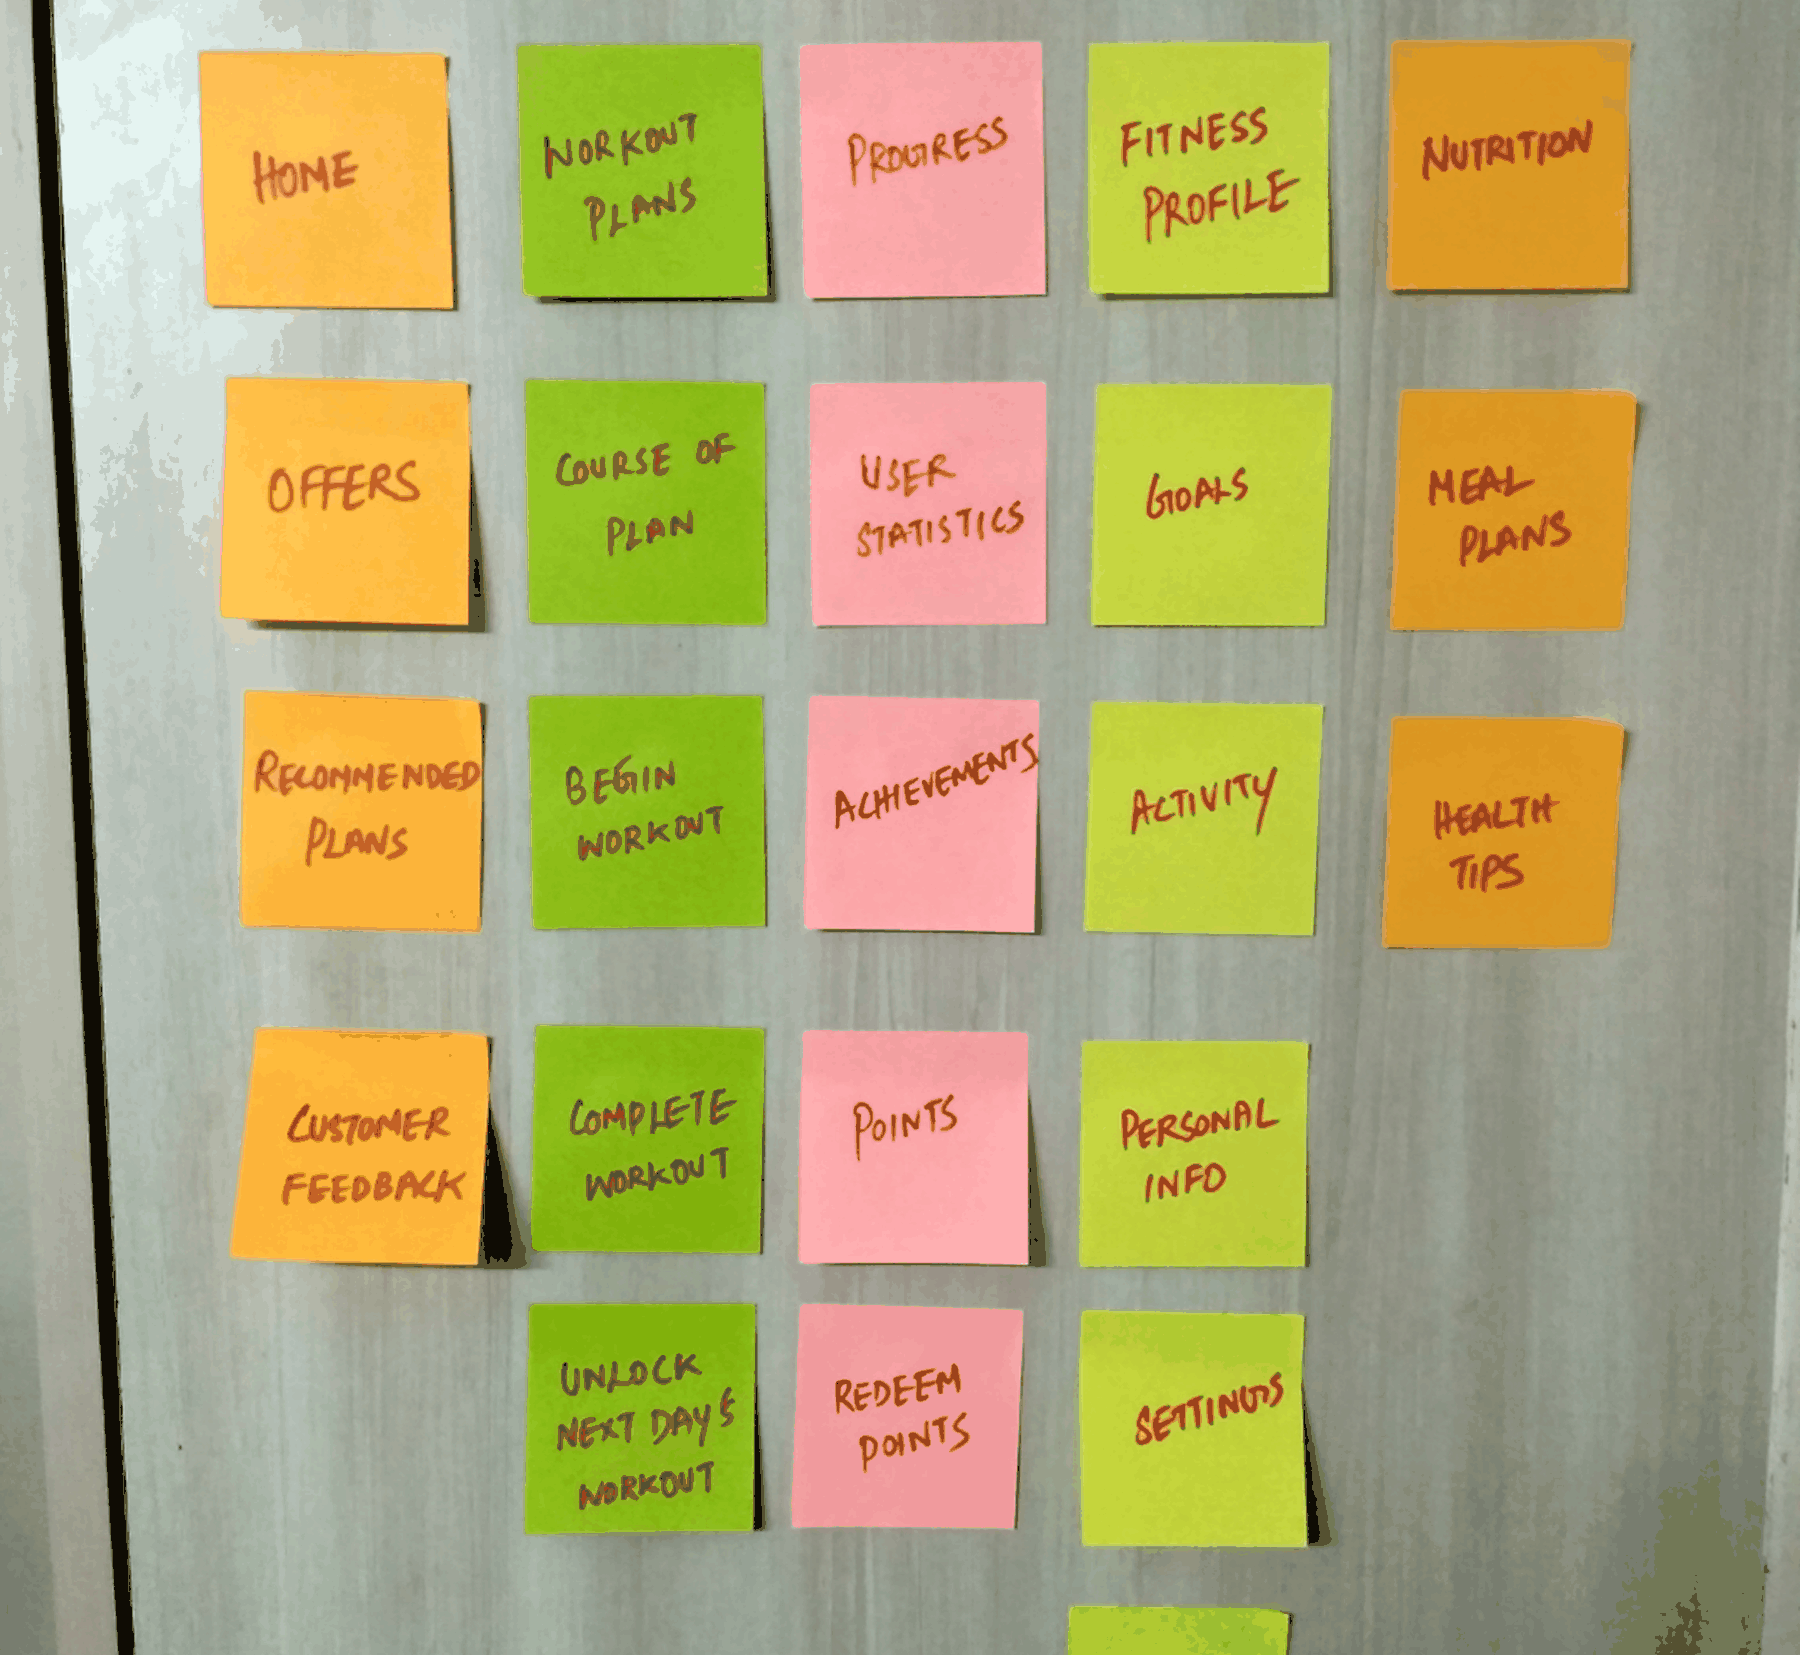 HOME
WORKOUT
PLANS
PROGRESS
FITNESS
PROFILE
NUTRITION
OFFERS
COURSE OF
PLAN
USER
STATISTICS
GOALS
MEAL
PLANS
RECOMMENDED
PLANS
BEGIN
WORKOUT
ACHIEVEMENTS
ACTIVITY
HEALTH
TIPS
CUSTOMER
FEEDBACK
COMPLETE
WORKOUT
POINTS
PERSONAL
INFO
UNLOCK
NEXT DAYS
WORKOUT
REDEEM
POINTS
SETTINGS